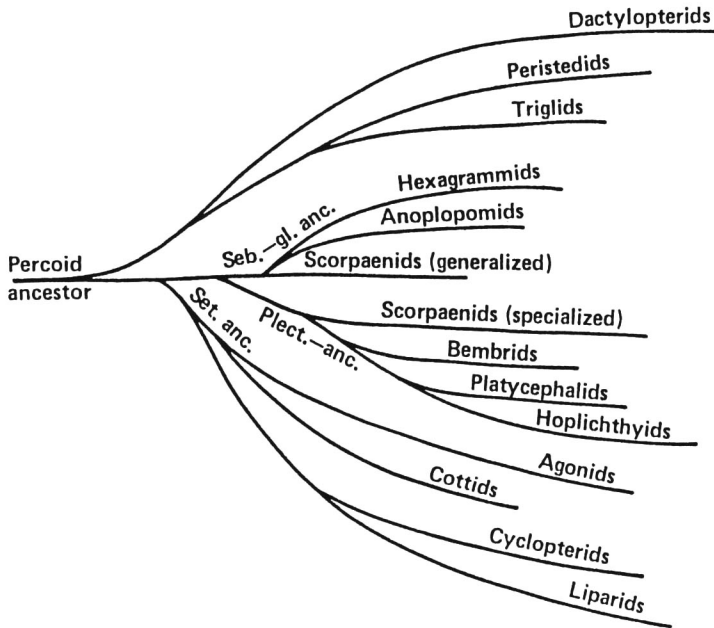 Dactylopterids
Peristedids
Triglids
Hexagrammids
Anoplopomids
Seb.—gl. anc.
Scorpaenids (generalized)
Percoid
ancestor
Set. anc.
Plect.—anc.
Scorpaenids (specialized)
Bembrids
Platycephalids
Hoplichthyids
Agonids
Cottids
Cyclopterids
Liparids